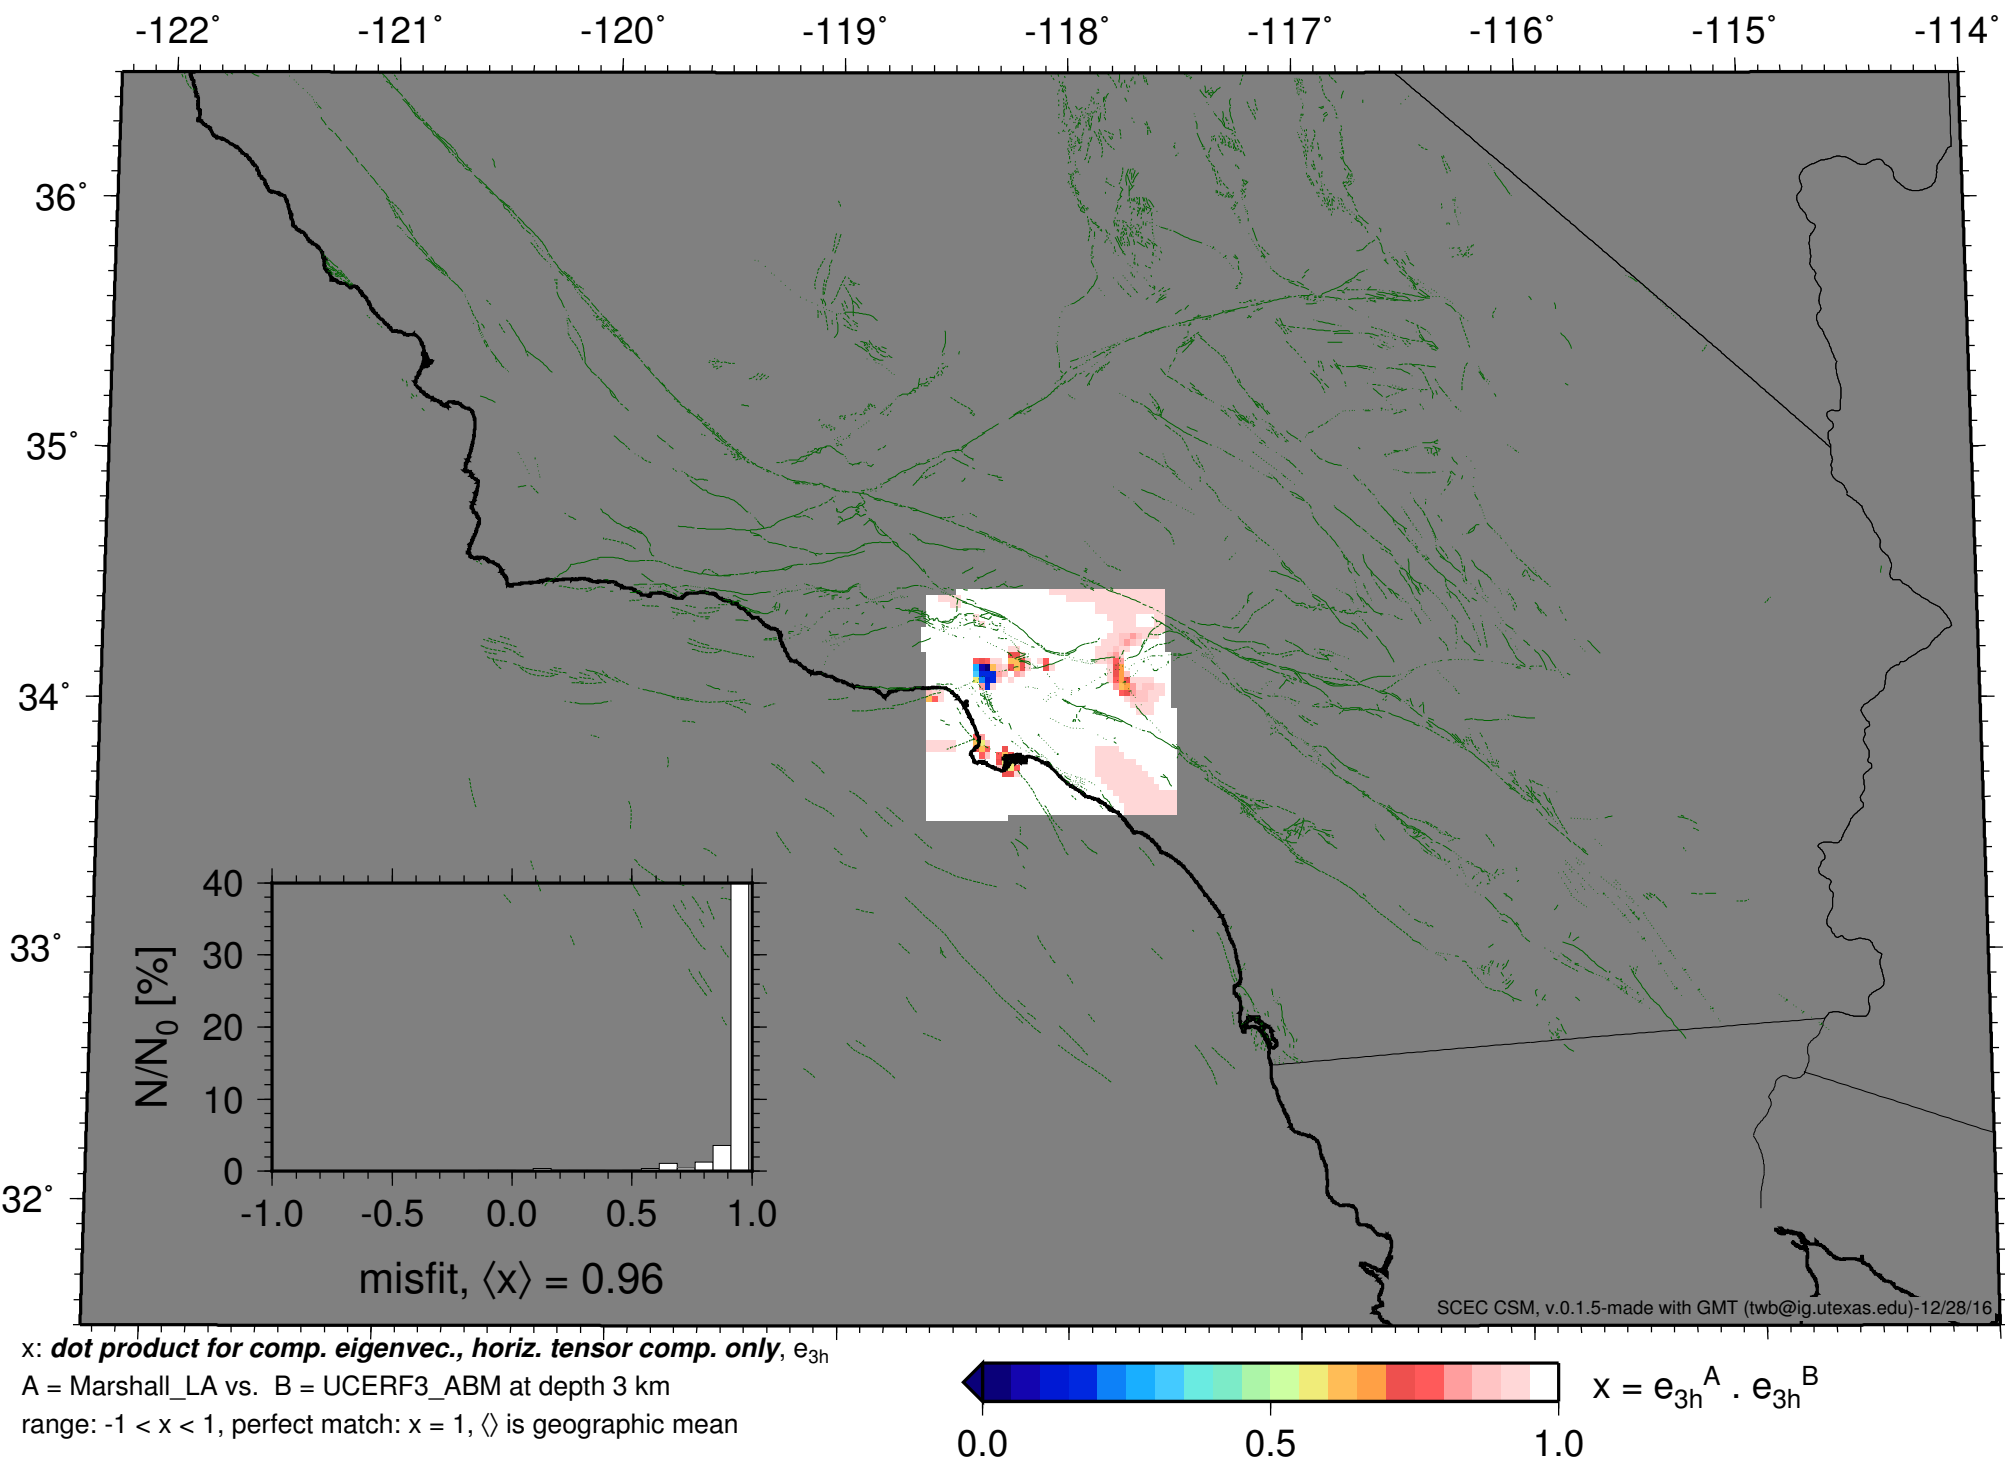 -122° -121° -120° -119° -118° -117° -116° -115° -114°
36°
35°
34°
33°
32°
40
30
20
10
0
N/N0 [%]
-1.0 -0.5 0.0 0.5 1.0
misfit, ⟨x⟩ = 0.96
SCEC CSM, v.0.1.5-made with GMT (twb@ig.utexas.edu)-12/28/16
x: dot product for comp. eigenvec., horiz. tensor comp. only, e3h
A = Marshall_LA vs. B = UCERF3_ABM at depth 3 km
range: -1 < x < 1, perfect match: x = 1, ⟨⟩ is geographic mean
x = e3hA . e3hB
0.0 0.5 1.0